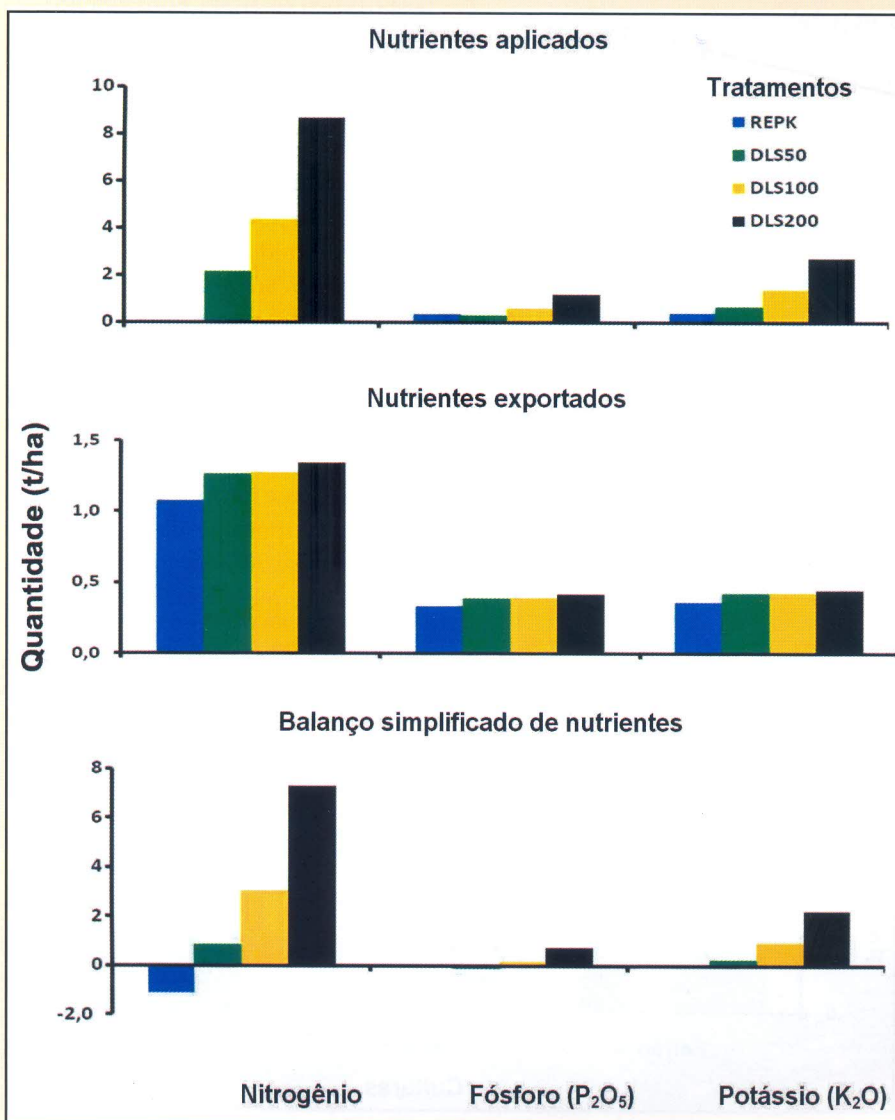 Nutrientes aplicados
Tratamentos
REPK
DLS50
DLS100
DLS200
10
8
6
4
2
0
Nutrientes exportados
Quantidade (t/ha)
1,5
1,0
0,5
0,0
Balanço simplificado de nutrientes
8
6
4
2
0
-2,0
Nitrogênio Fósforo (P₂O₅) Potássio (K₂O)